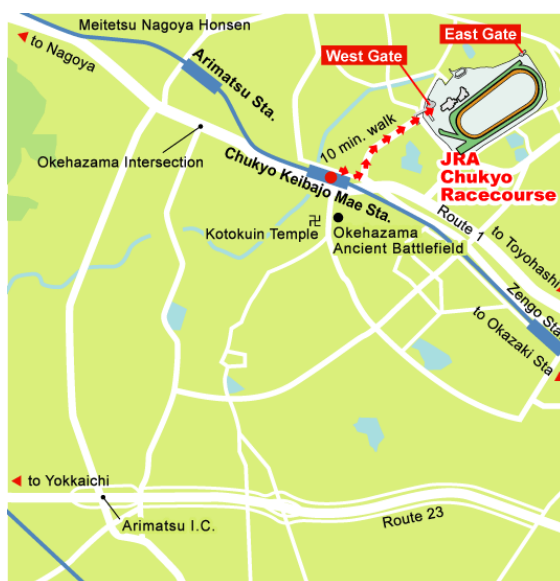 Meitetsu Nagoya Honsen
East Gate
to Nagoya
West Gate
Arimatsu Sta.
10 min. walk
Okehazama Intersection
JRA
Chukyo
Racecourse
Chukyo Keibajo Mae Sta.
Route 1
to Toyohashi
卍
Kotokuin Temple
Okehazama
Ancient Battlefield
Zengo Sta.
to Okazaki Sta
to Yokkaichi
Arimatsu I.C.
Route 23